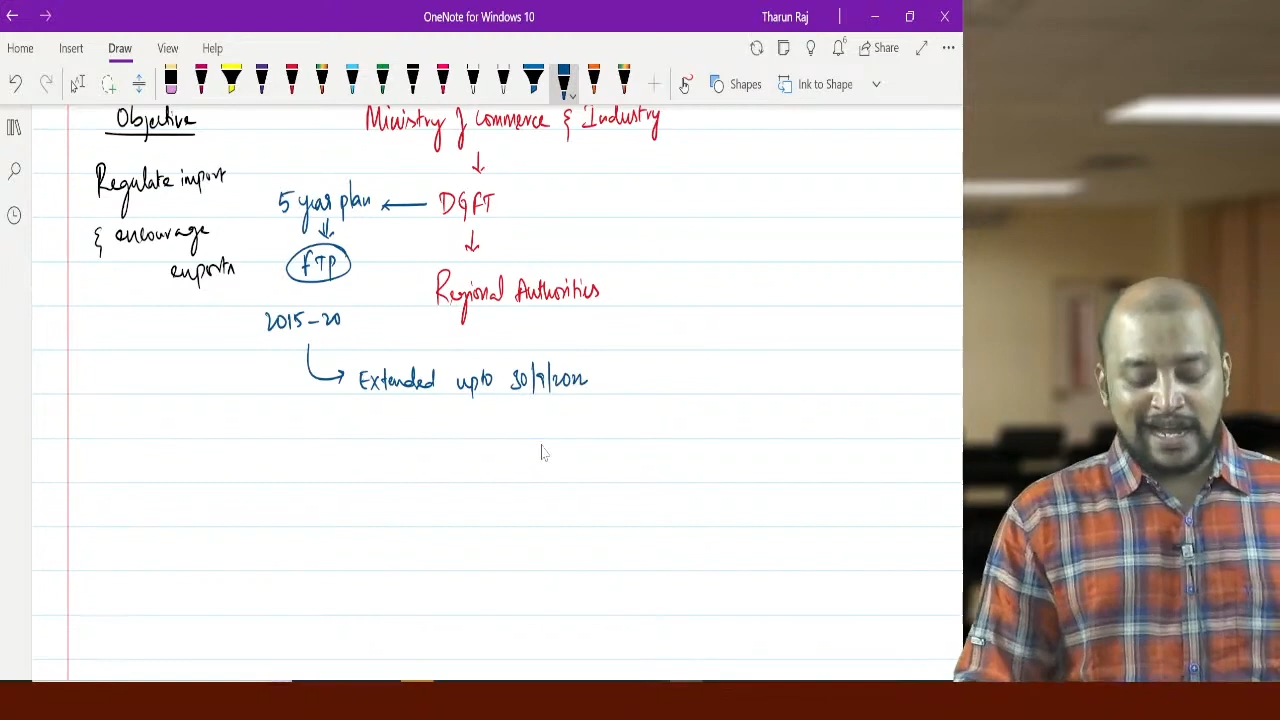 OneNote for Windows 10
Tharun Raj
Home Insert Draw View Help
6
Share
Shapes
Ink to Shape
Objective
Ministry of Commerce & Industry
Regulate import
& encourage
exports
5 year plan
DGFT
FTP
Regional Authorities
2015-20
Extended upto 30/9/2022